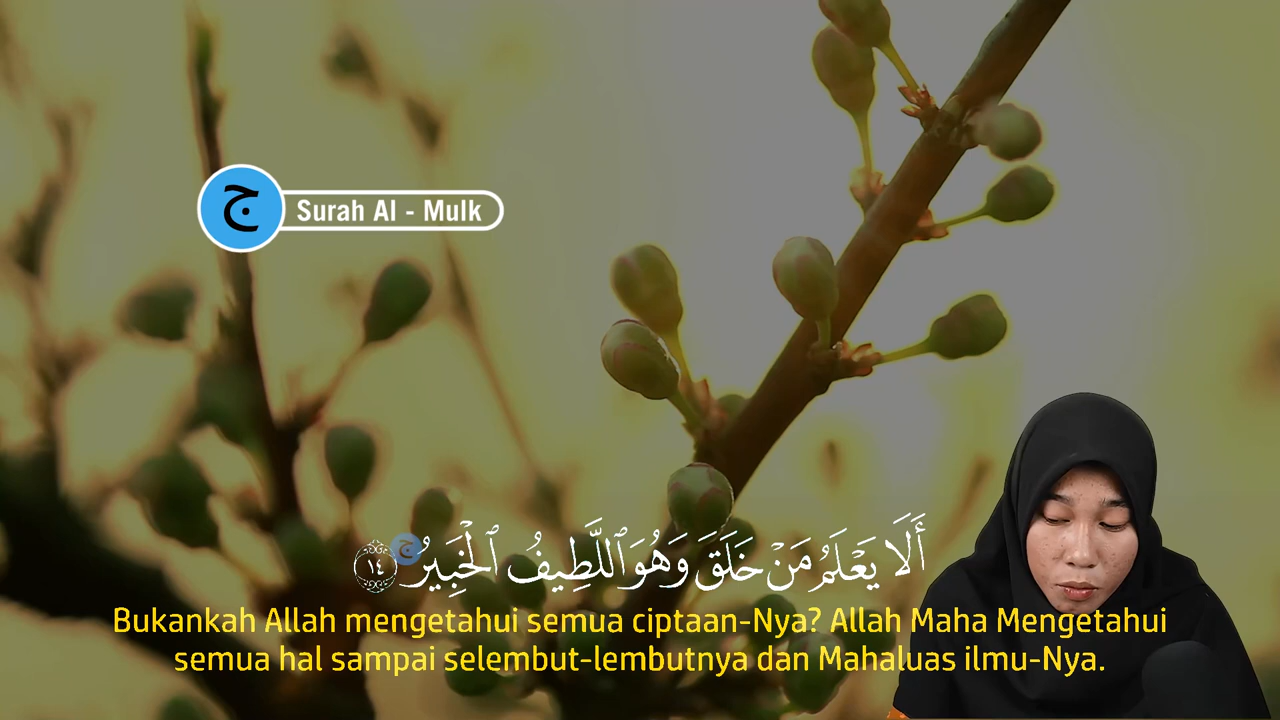 ج
Surah Al - Mulk
أَلَا يَعْلَمُ مَنْ خَلَقَ وَهُوَ ٱللَّطِيفُ ٱلْخَبِيرُ ١٤
ج
Bukankah Allah mengetahui semua ciptaan-Nya? Allah Maha Mengetahui
semua hal sampai selembut-lembutnya dan Mahaluas ilmu-Nya.